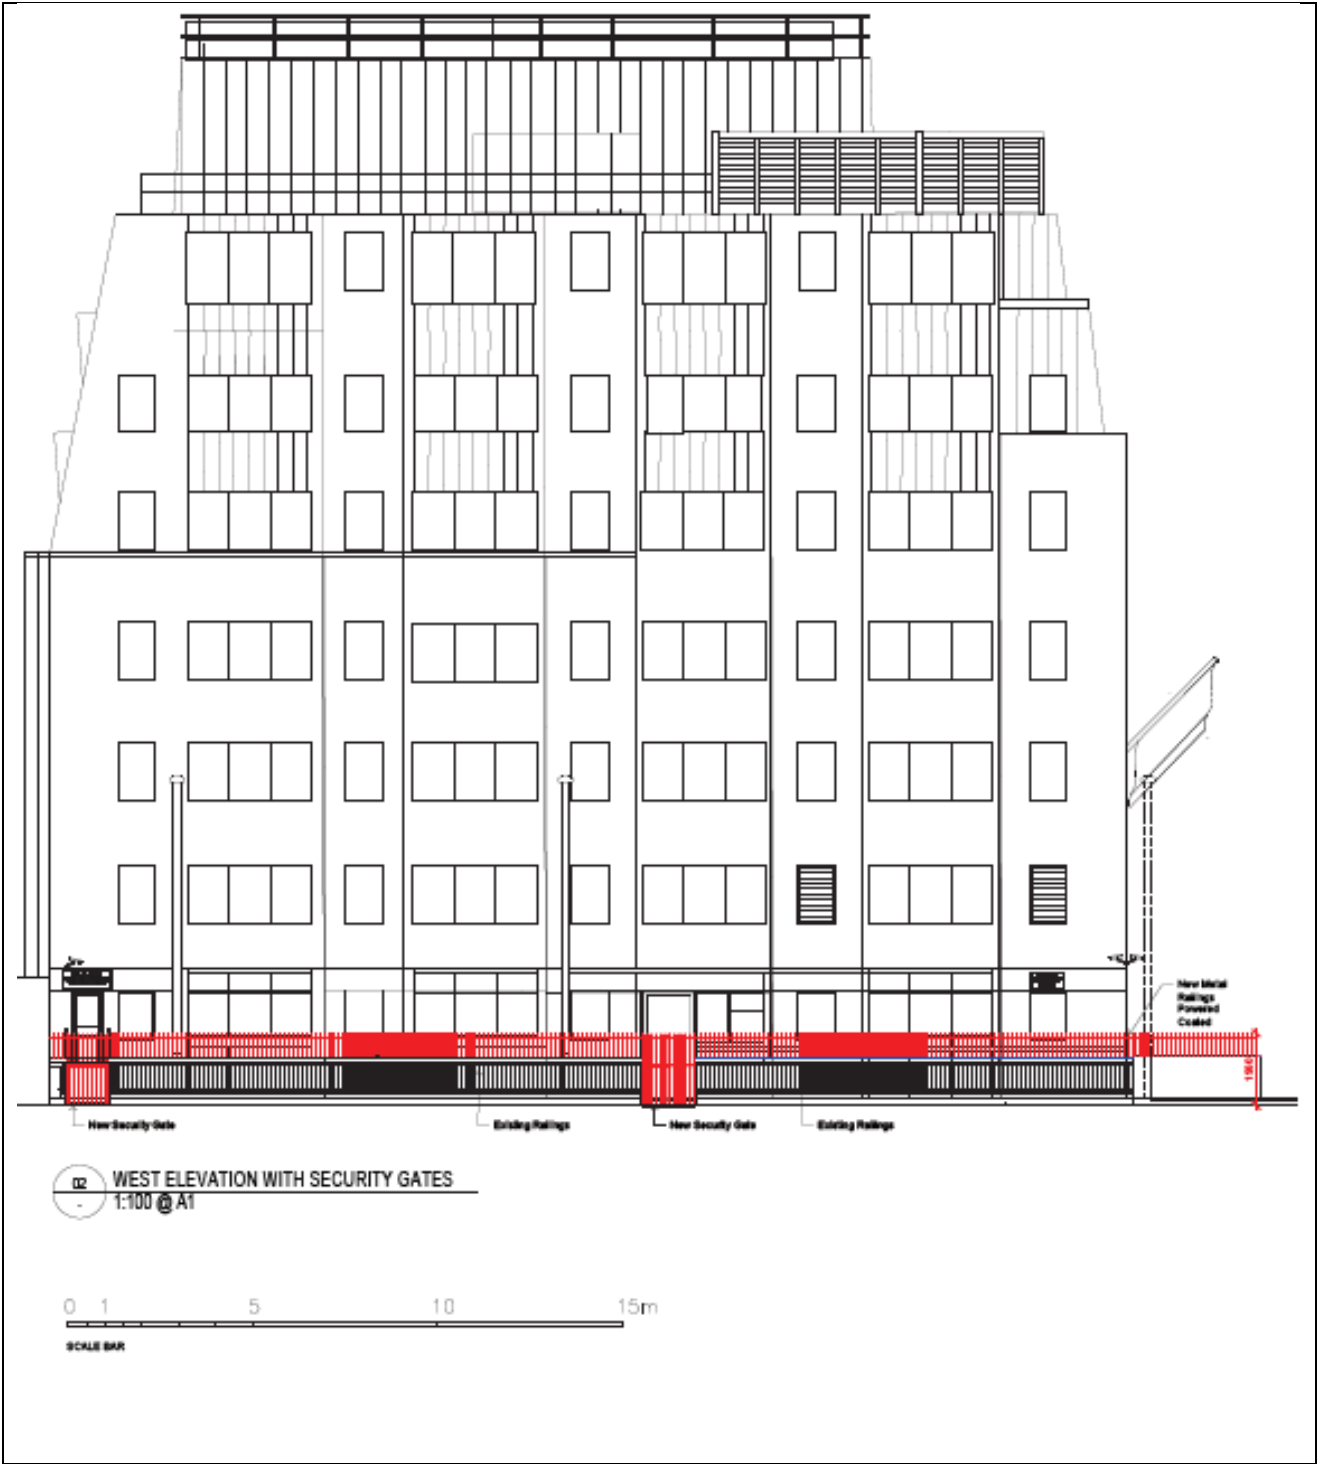 New Metal
Railings
Powered
Coated
New Security Gate
Existing Railings
New Security Gate
Existing Railings
02
-
WEST ELEVATION WITH SECURITY GATES
1:100 @ A1
0 1 5 10 15m
SCALE BAR